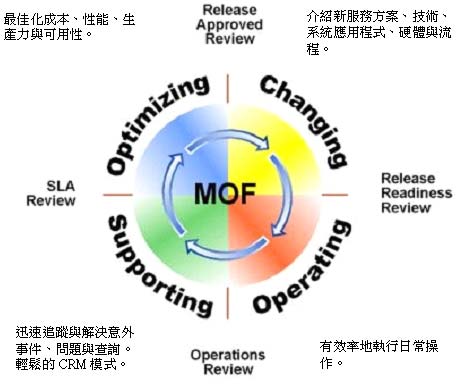 最佳化成本、性能、生
產力與可用性。
Release
Approved
Review
介紹新服務方案、技術、
系統應用程式、硬體與流
程。
Optimizing
Changing
SLA
Review
MOF
Release
Readiness
Review
Supporting
Operating
迅速追蹤與解決意外
事件、問題與查詢。
輕鬆的 CRM 模式。
Operations
Review
有效率地執行日常操
作。